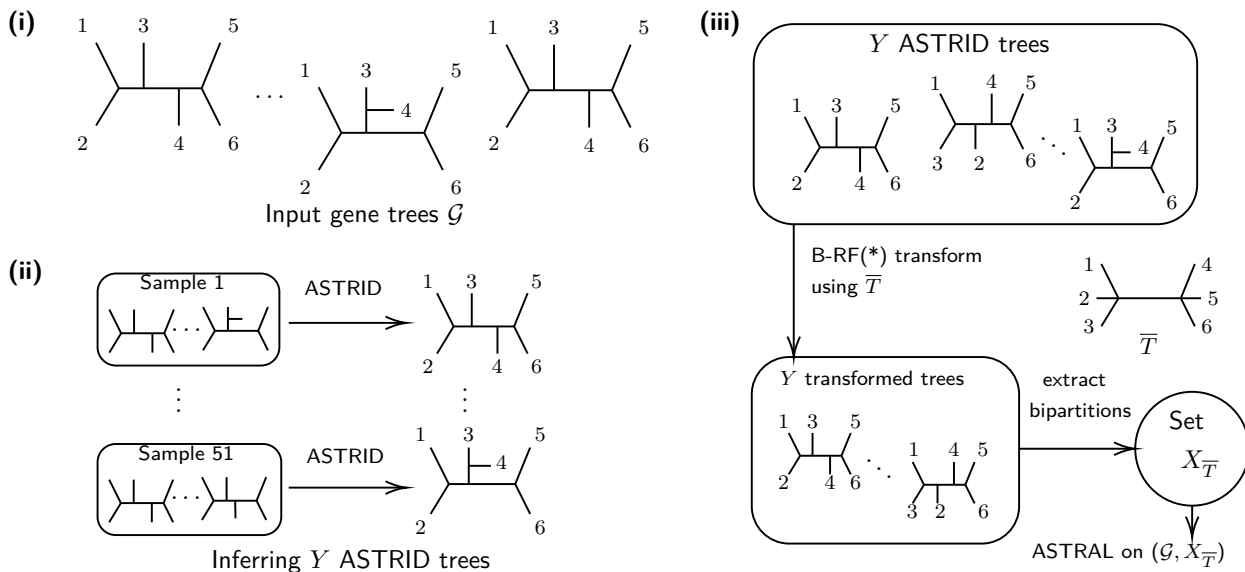 (i)
1 3 5
2 4 6
...
1 3 5
4
2 6
1 3 5
2 4 6
Input gene trees 𝒢
(ii)
Sample 1
...
ASTRID
1 3 5
2 4 6
⋮ ⋮
Sample 51
...
ASTRID
1 3 5
4
2 6
Inferring Y ASTRID trees
(iii)
Y ASTRID trees
1 3 5
2 4 6
1 4 5
3 2 6
⋱
1 3 5
4
2 6
B-RF(*) transform
using T̅
1 4
2 5
3 6
T̅
Y transformed trees
1 3 5
2 4 6
⋱
1 4 5
3 2 6
extract
bipartitions
Set
X_T̅
ASTRAL on (𝒢, X_T̅)